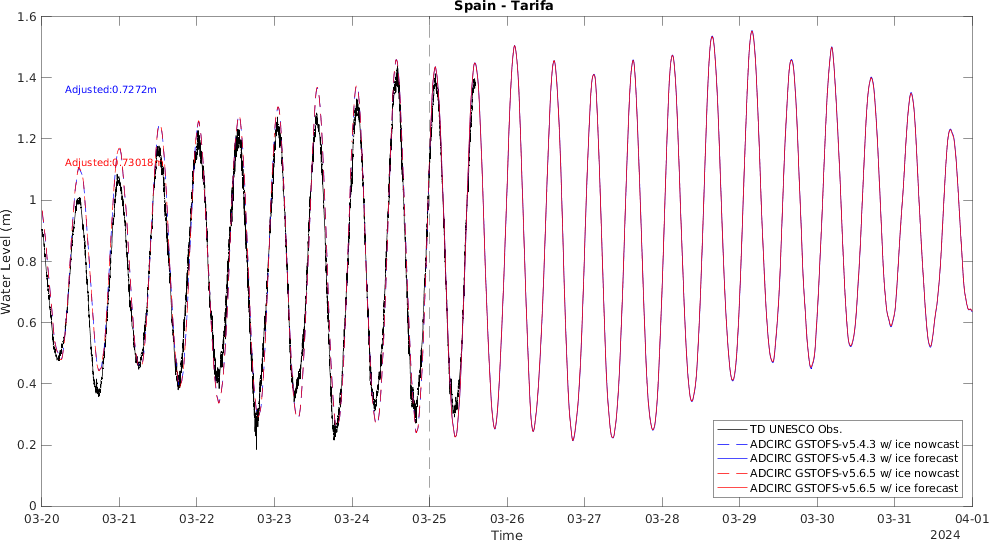 Spain - Tarifa
1.6
1.4
1.2
1
0.8
0.6
0.4
0.2
0
Water Level (m)
Adjusted:0.7272m
Adjusted:0.73018m
TD UNESCO Obs.
ADCIRC GSTOFS-v5.4.3 w/ ice nowcast
ADCIRC GSTOFS-v5.4.3 w/ ice forecast
ADCIRC GSTOFS-v5.6.5 w/ ice nowcast
ADCIRC GSTOFS-v5.6.5 w/ ice forecast
03-20 03-21 03-22 03-23 03-24 03-25 03-26 03-27 03-28 03-29 03-30 03-31 04-01
Time
2024